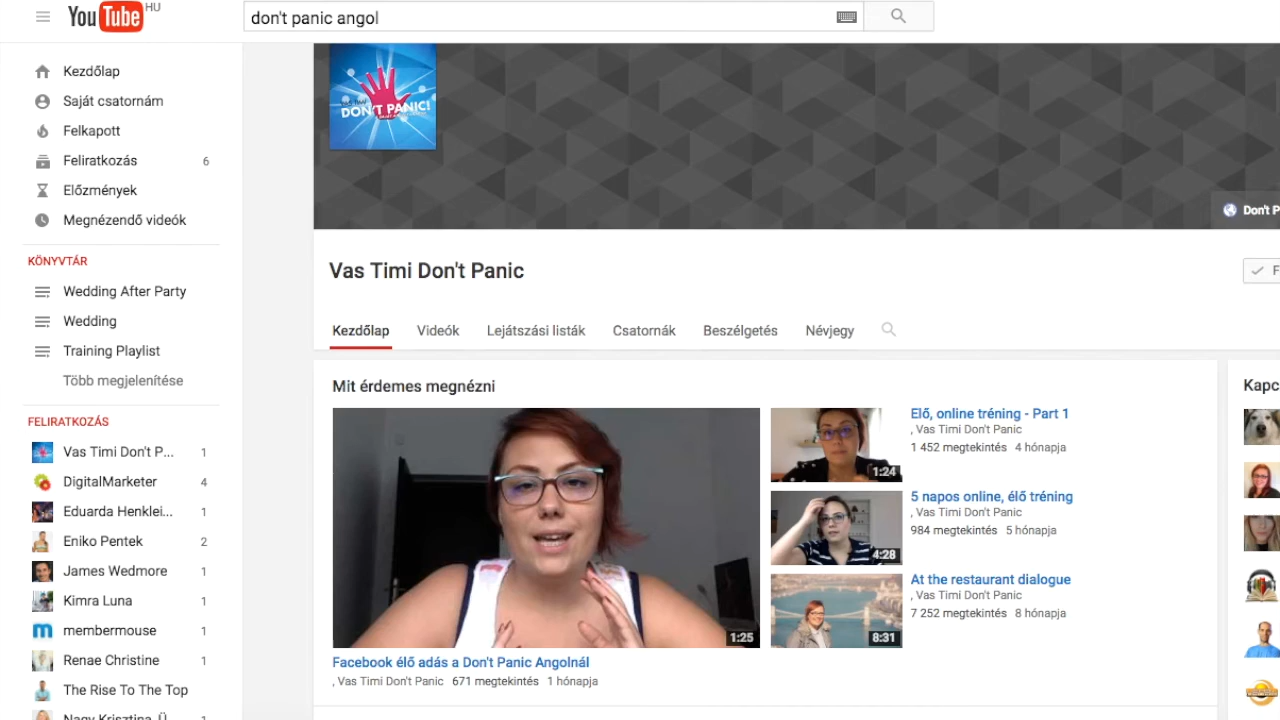 YouTube HU
don't panic angol
Kezdőlap
Saját csatornám
Felkapott
Feliratkozás 6
Előzmények
Megnézendő videók
KÖNYVTÁR
Wedding After Party
Wedding
Training Playlist
Több megjelenítése
FELIRATKOZÁS
Vas Timi Don't P... 1
DigitalMarketer 4
Eduarda Henklei... 1
Eniko Pentek 2
James Wedmore 1
Kimra Luna 1
membermouse 1
Renae Christine 1
The Rise To The Top
Nagy Krisztina, Ü... 1
DON'T PANIC!
Don't P
Vas Timi Don't Panic
F
Kezdőlap Videók Lejátszási listák Csatornák Beszélgetés Névjegy
Mit érdemes megnézni
1:25
Facebook élő adás a Don't Panic Angolnál
, Vas Timi Don't Panic 671 megtekintés 1 hónapja
1:24
Elő, online tréning - Part 1
, Vas Timi Don't Panic
1 452 megtekintés 4 hónapja
4:28
5 napos online, élő tréning
, Vas Timi Don't Panic
984 megtekintés 5 hónapja
8:31
At the restaurant dialogue
, Vas Timi Don't Panic
7 252 megtekintés 8 hónapja
Kapc